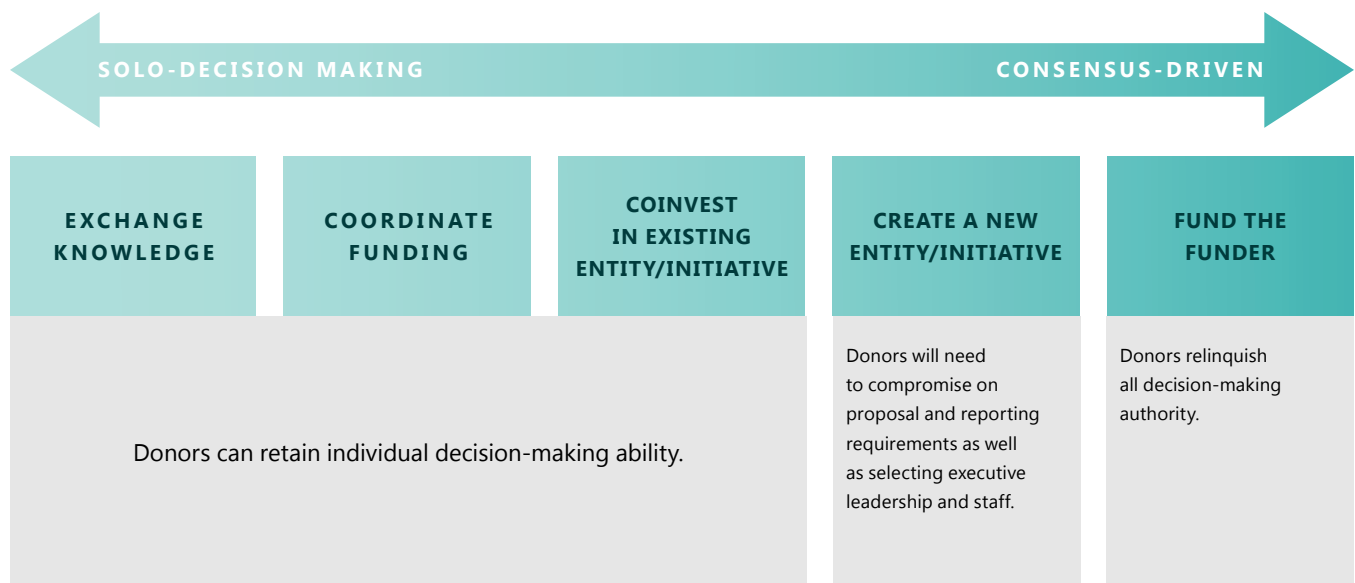 SOLO-DECISION MAKING
CONSENSUS-DRIVEN
EXCHANGE
KNOWLEDGE
COORDINATE
FUNDING
COINVEST
IN EXISTING
ENTITY/INITIATIVE
CREATE A NEW
ENTITY/INITIATIVE
FUND THE
FUNDER
Donors can retain individual decision-making ability.
Donors will need
to compromise on
proposal and reporting
requirements as well
as selecting executive
leadership and staff.
Donors relinquish
all decision-making
authority.